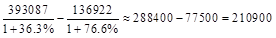 393087/(1+36.3%) − 136922/(1+76.6%) ≈ 288400 − 77500 = 210900